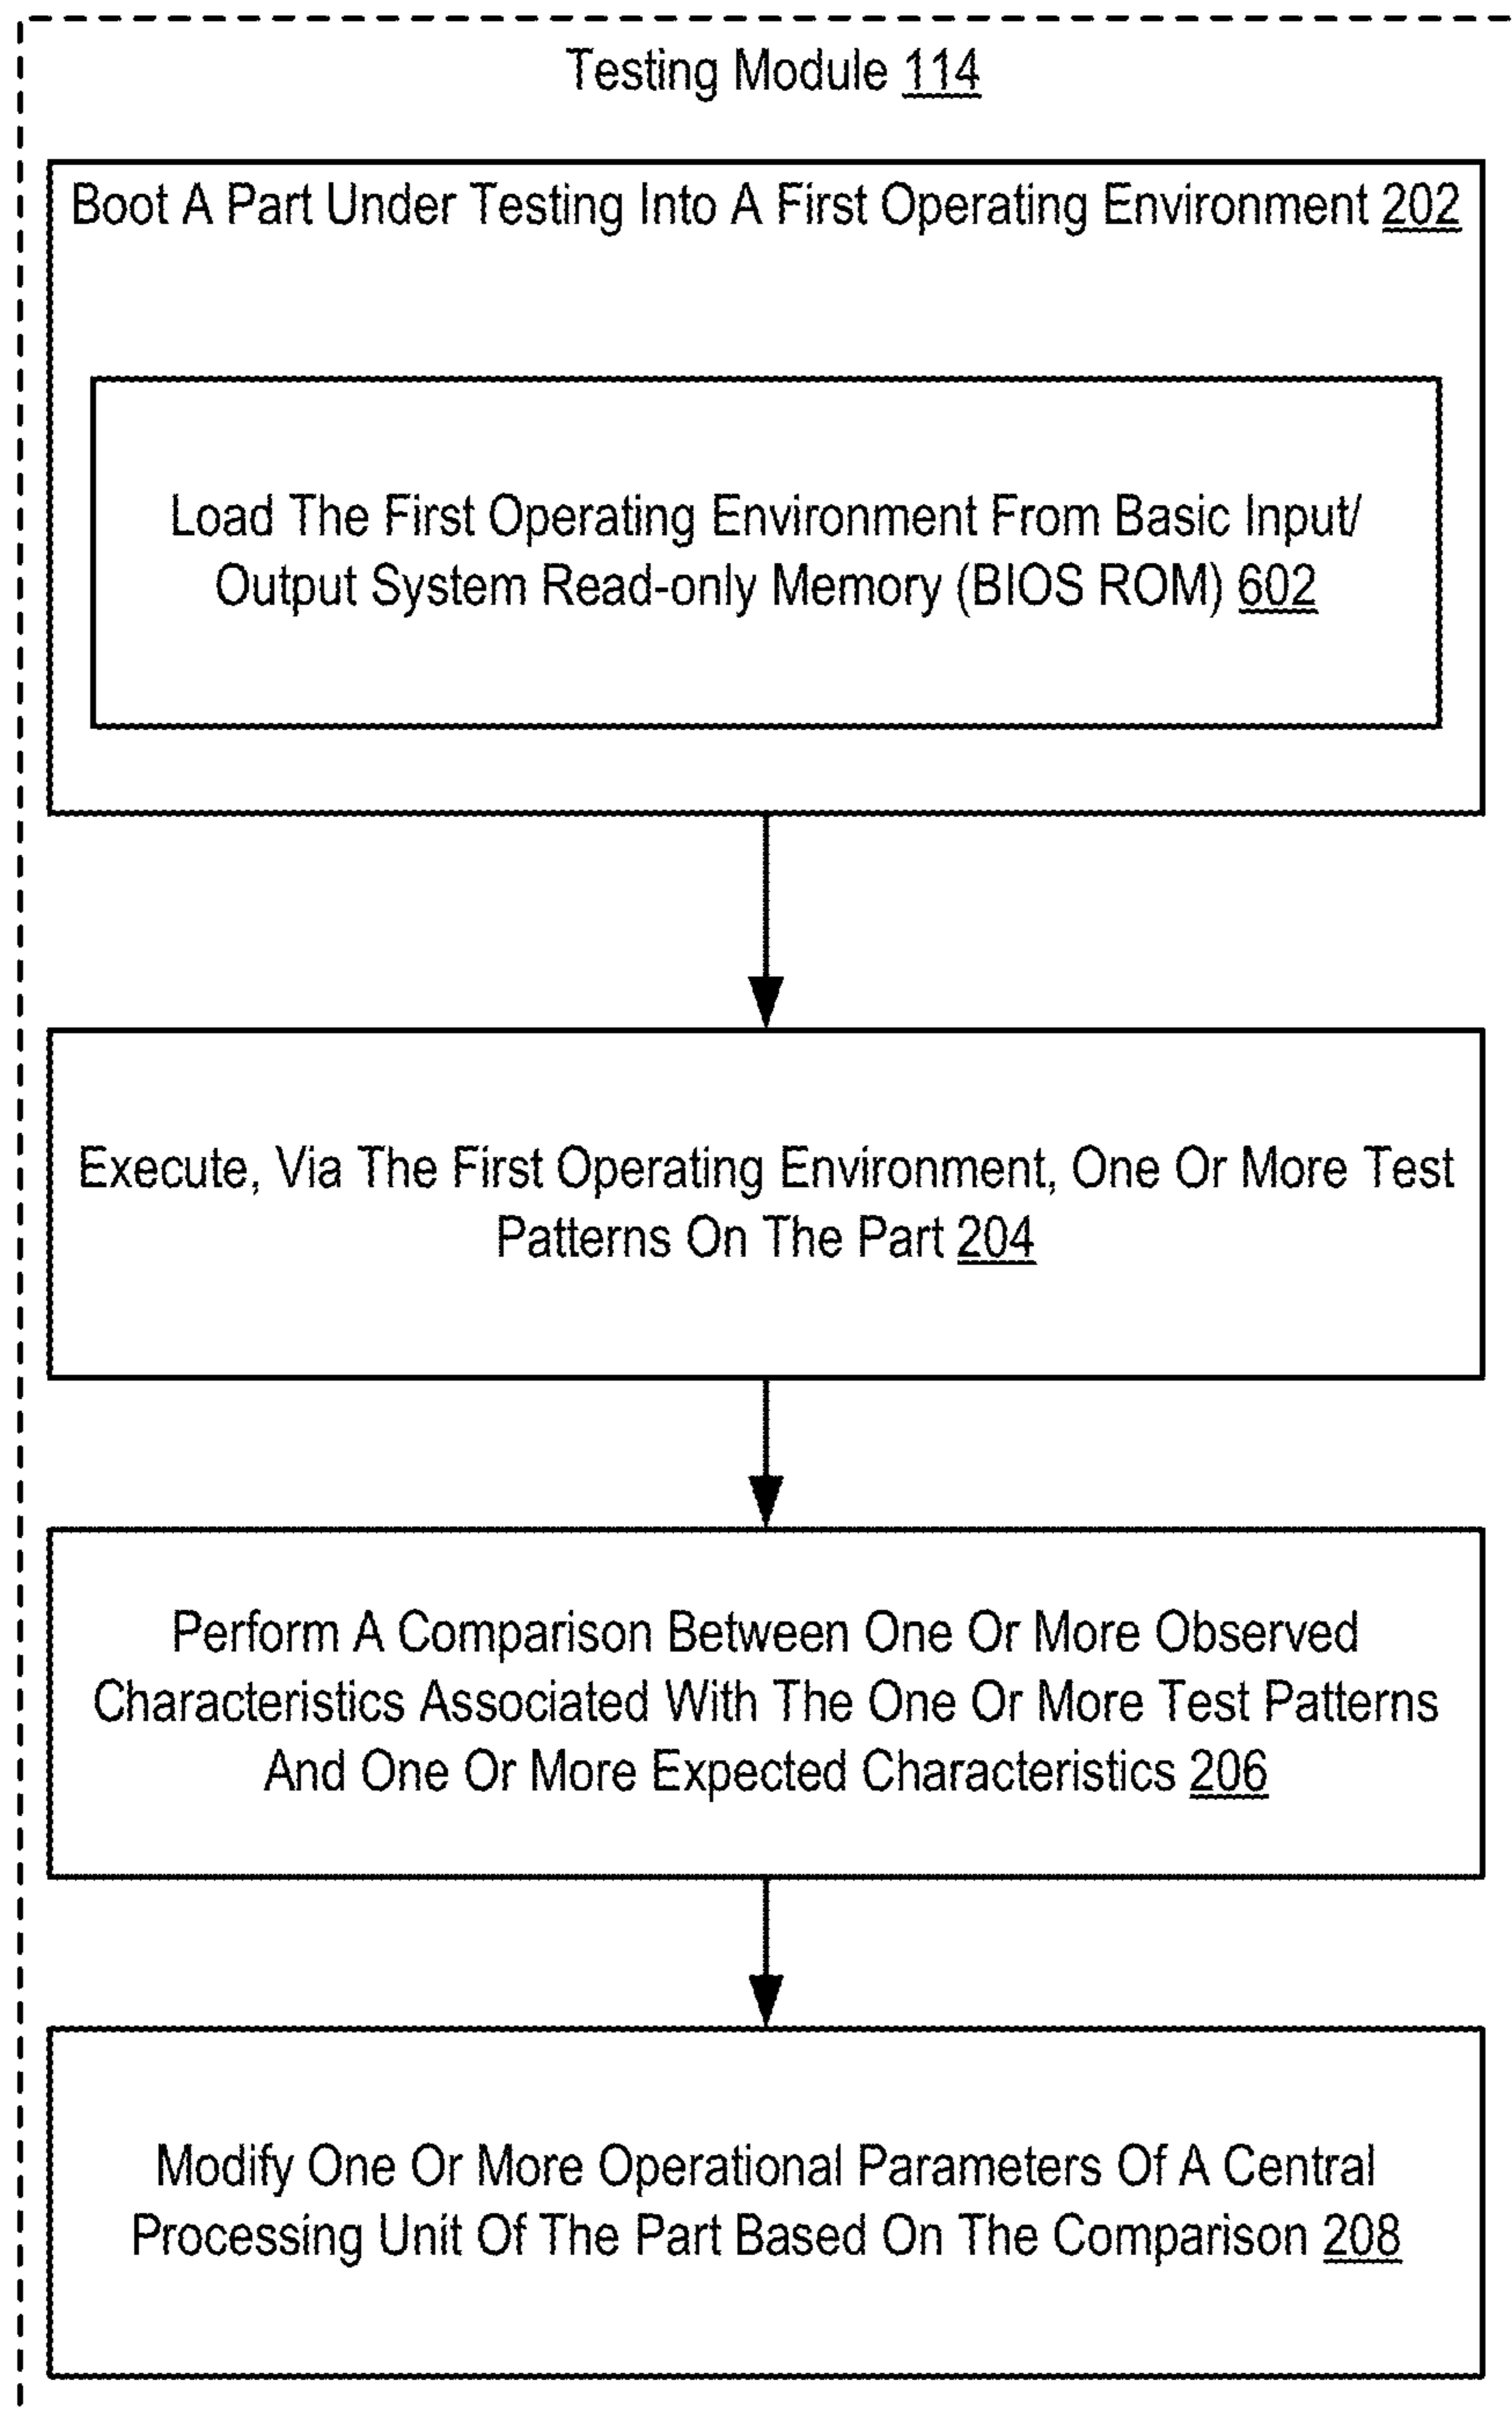 Testing Module 114
Boot A Part Under Testing Into A First Operating Environment 202
Load The First Operating Environment From Basic Input/
Output System Read-only Memory (BIOS ROM) 602
Execute, Via The First Operating Environment, One Or More Test
Patterns On The Part 204
Perform A Comparison Between One Or More Observed
Characteristics Associated With The One Or More Test Patterns
And One Or More Expected Characteristics 206
Modify One Or More Operational Parameters Of A Central
Processing Unit Of The Part Based On The Comparison 208